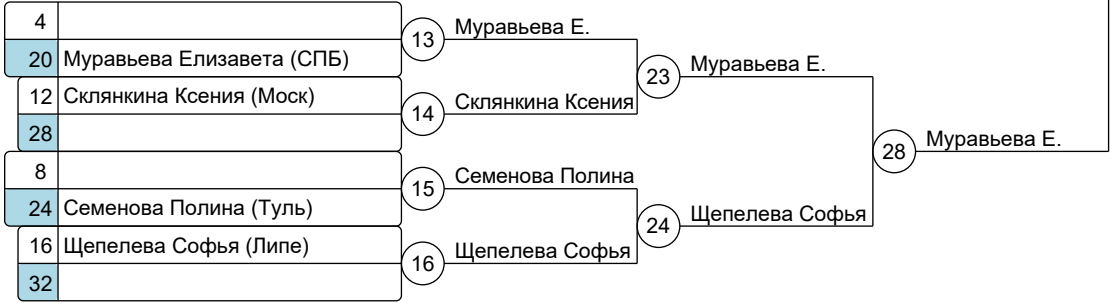 4
20 Муравьева Елизавета (СПБ)
12 Склянкина Ксения (Моск)
28
8
24 Семенова Полина (Туль)
16 Щепелева Софья (Липе)
32
13 Муравьева Е.
14 Склянкина Ксения
15 Семенова Полина
16 Щепелева Софья
23 Муравьева Е.
24 Щепелева Софья
28 Муравьева Е.